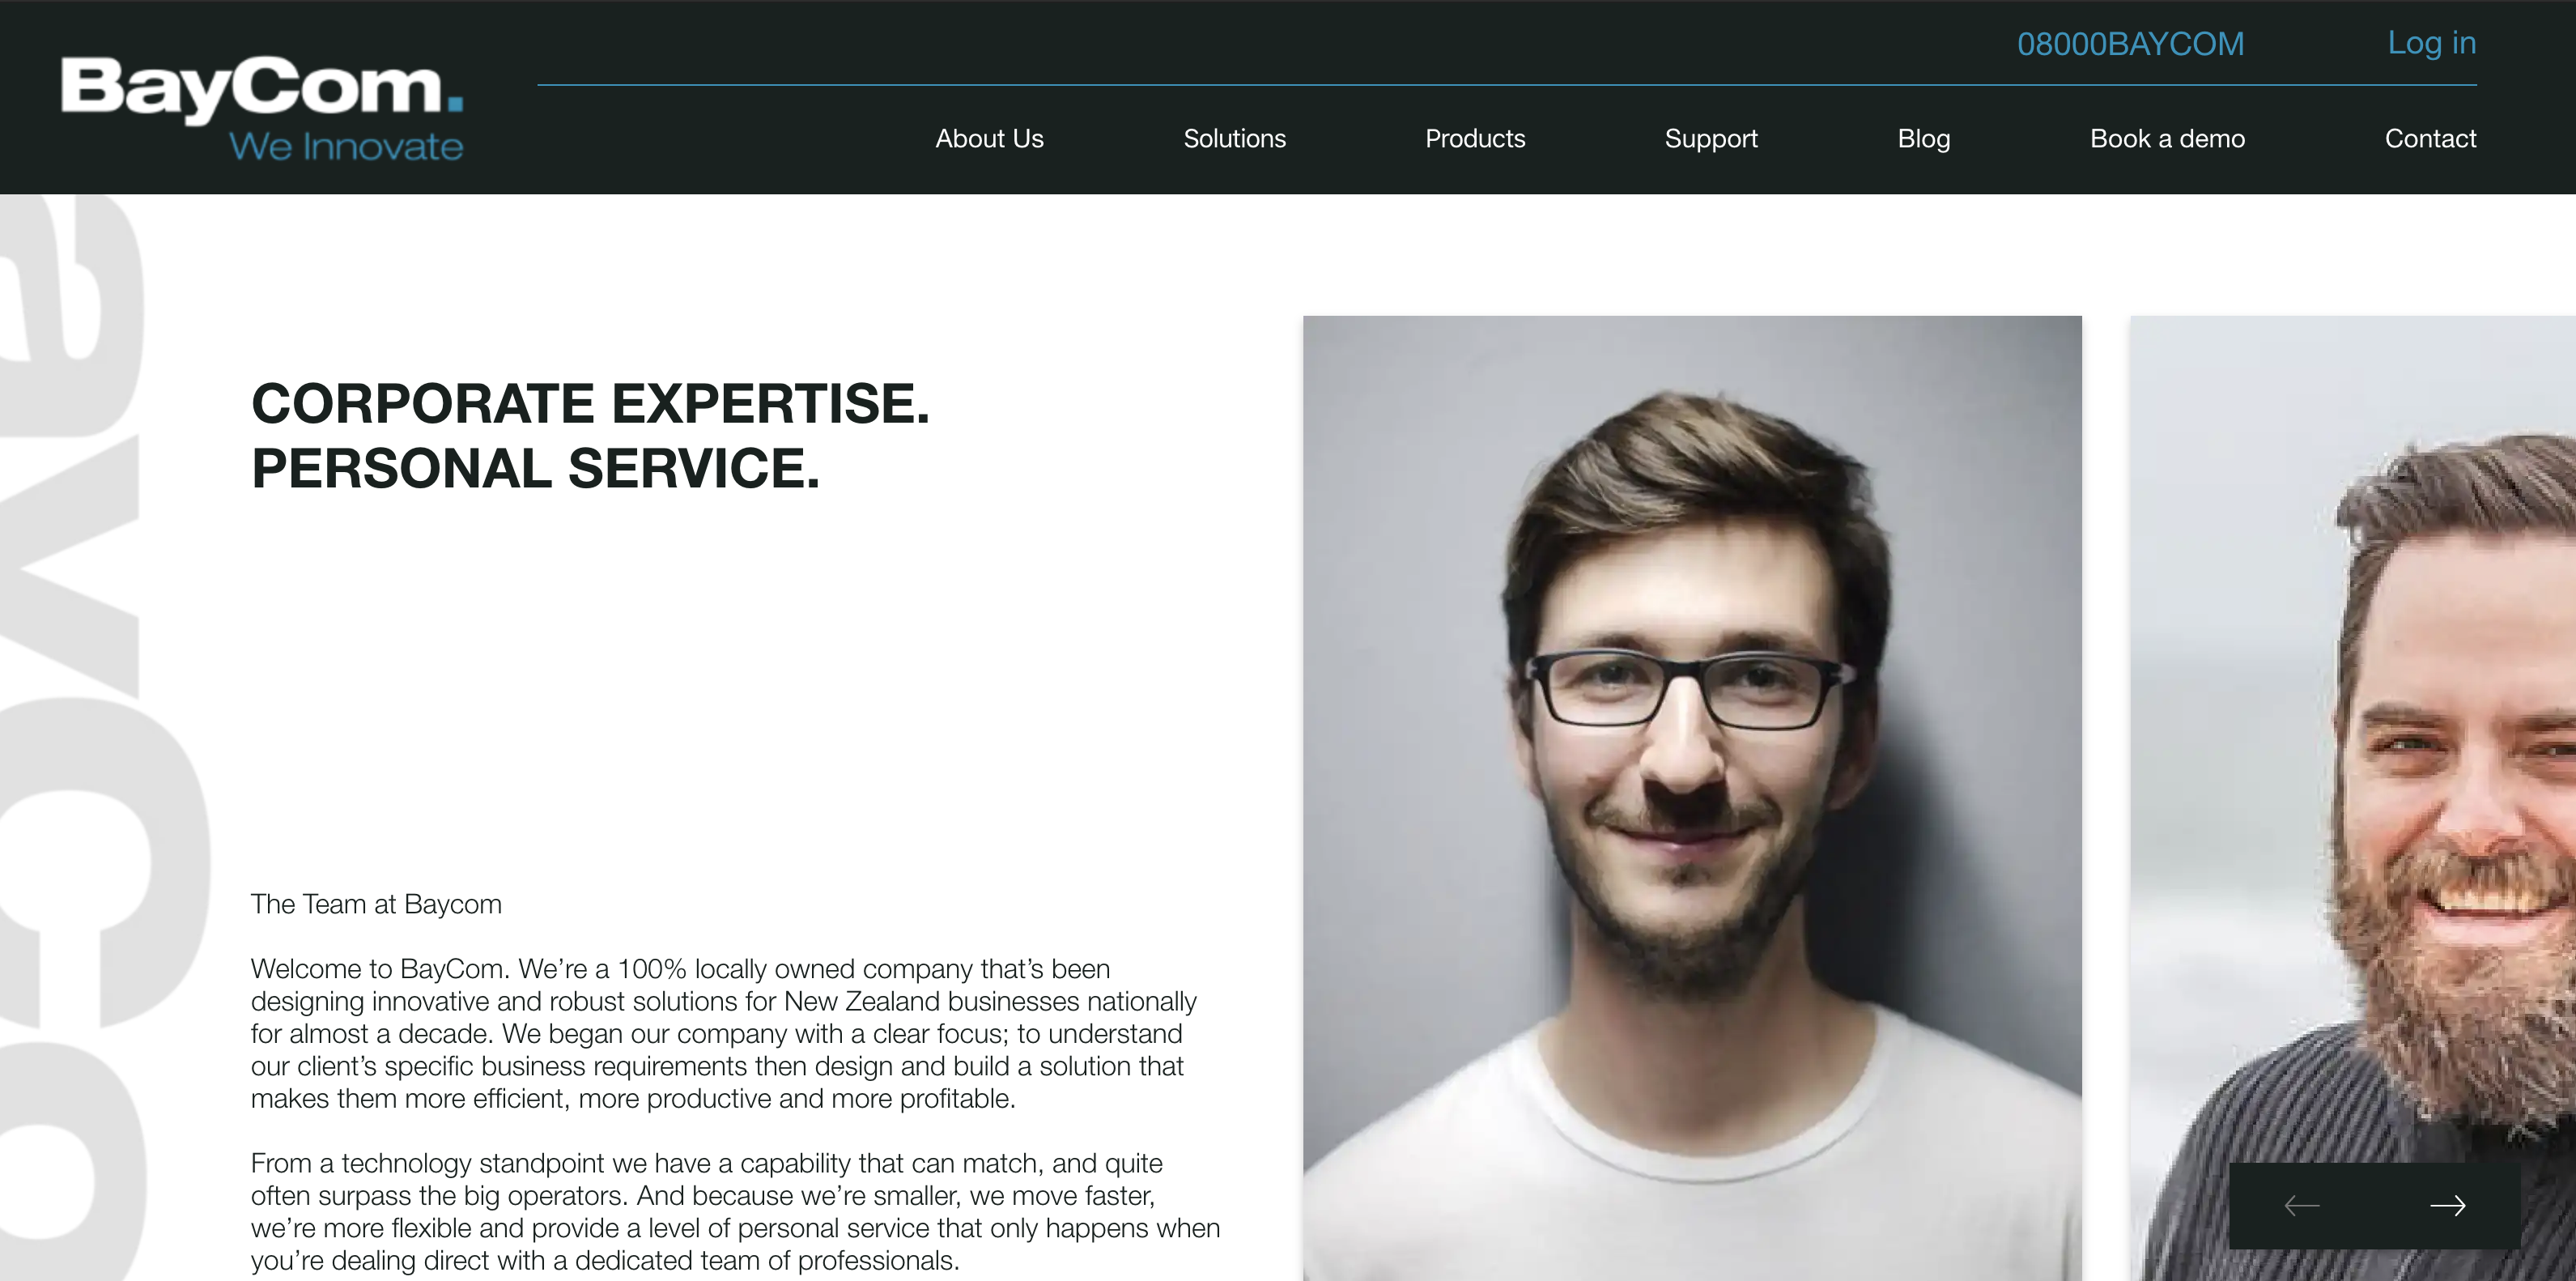 08000BAYCOM
Log in
BayCom.
We Innovate
About Us
Solutions
Products
Support
Blog
Book a demo
Contact
CORPORATE EXPERTISE.
PERSONAL SERVICE.
The Team at Baycom
Welcome to BayCom. We’re a 100% locally owned company that’s been
designing innovative and robust solutions for New Zealand businesses nationally
for almost a decade. We began our company with a clear focus; to understand
our client’s specific business requirements then design and build a solution that
makes them more efficient, more productive and more profitable.
From a technology standpoint we have a capability that can match, and quite
often surpass the big operators. And because we’re smaller, we move faster,
we’re more flexible and provide a level of personal service that only happens when
you’re dealing direct with a dedicated team of professionals.
ayCo